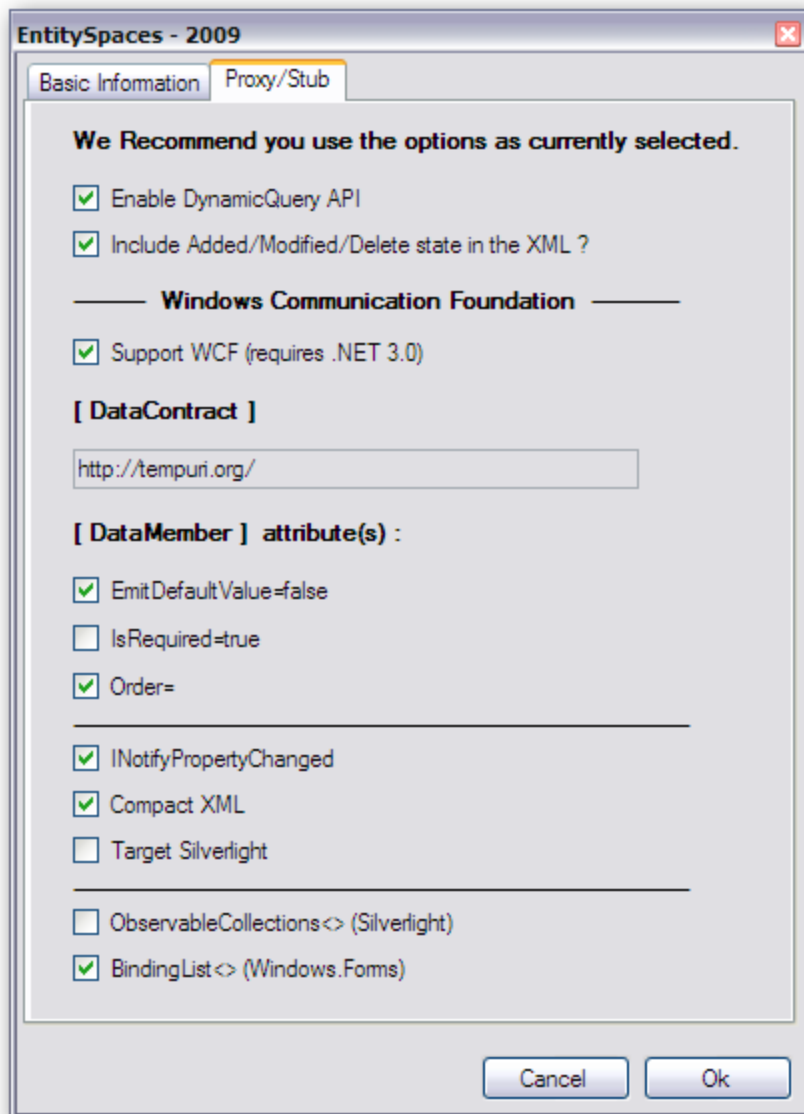 EntitySpaces - 2009
Basic Information
Proxy/Stub
We Recommend you use the options as currently selected.
Enable DynamicQuery API
Include Added/Modified/Delete state in the XML ?
Windows Communication Foundation
Support WCF (requires .NET 3.0)
[ DataContract ]
http://tempuri.org/
[ DataMember ] attribute(s) :
EmitDefaultValue=false
IsRequired=true
Order=
INotifyPropertyChanged
Compact XML
Target Silverlight
ObservableCollections<> (Silverlight)
BindingList<> (Windows.Forms)
Cancel
Ok